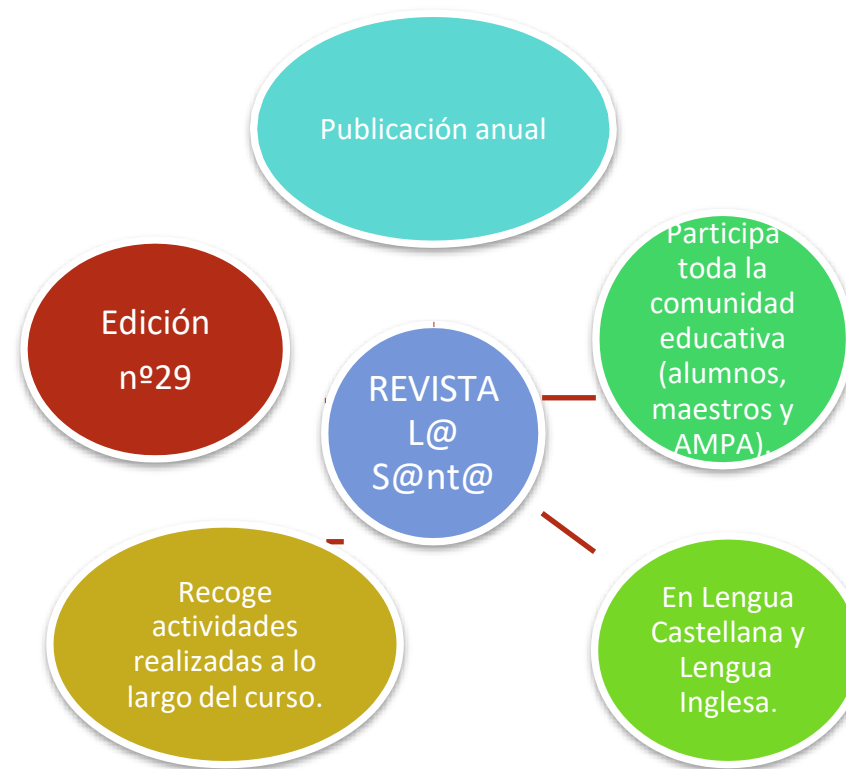 Publicación anual
Participa
toda la
comunidad
educativa
(alumnos,
maestros y
AMPA).
Edición
nº29
REVISTA
L@
S@nt@
Recoge
actividades
realizadas a lo
largo del curso.
En Lengua
Castellana y
Lengua
Inglesa.